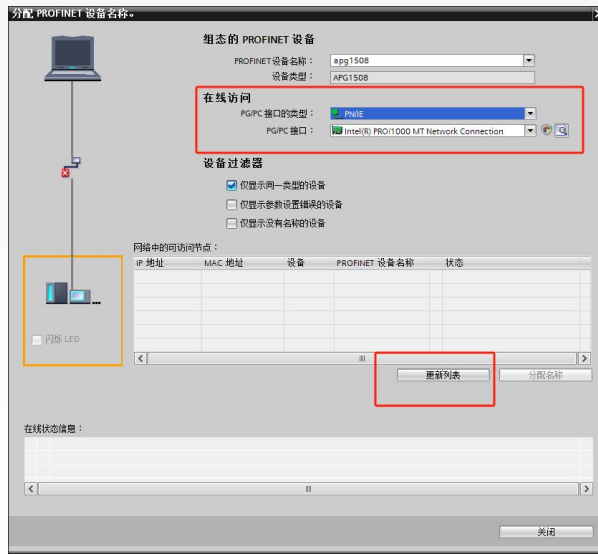 分配 PROFINET 设备名称。
组态的 PROFINET 设备
PROFINET设备名称： apg1508
设备类型： APG1508
在线访问
PG/PC 接口的类型： PN/IE
PG/PC 接口： Intel(R) PRO/1000 MT Network Connection
设备过滤器
仅显示同一类型的设备
仅显示参数设置错误的设备
仅显示没有名称的设备
网络中的可访问节点：
IP 地址 MAC 地址 设备 PROFINET 设备名称 状态
闪烁 LED
更新列表 分配名称
在线状态信息：
关闭